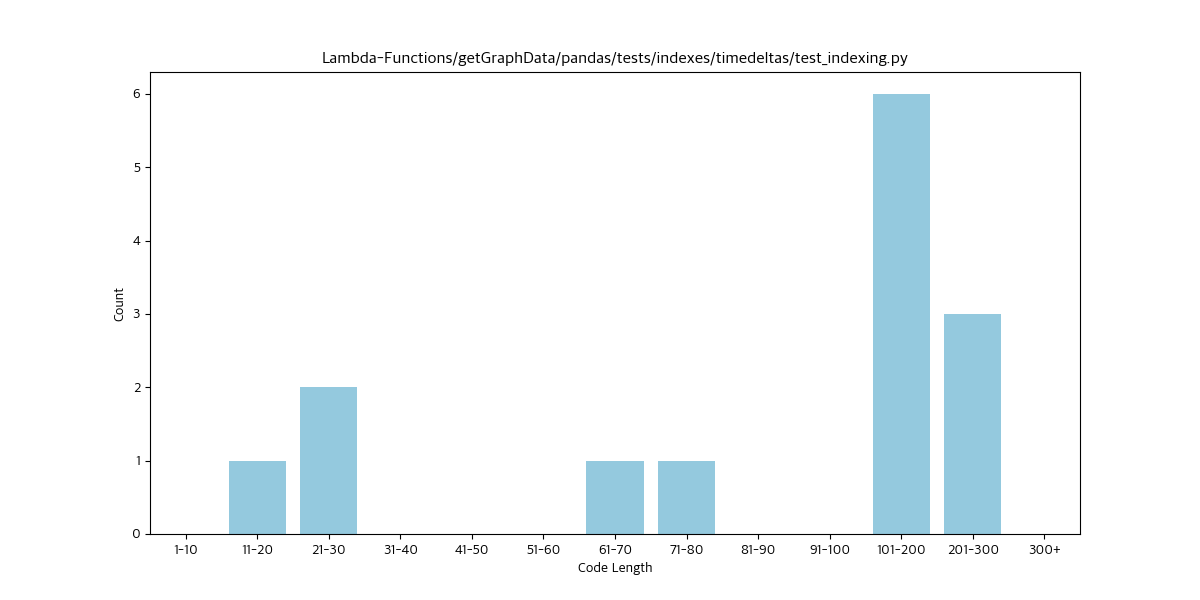 Lambda-Functions/getGraphData/pandas/tests/indexes/timedeltas/test_indexing.py
6
5
4
3
2
1
0
Count
1-10 11-20 21-30 31-40 41-50 51-60 61-70 71-80 81-90 91-100 101-200 201-300 300+
Code Length